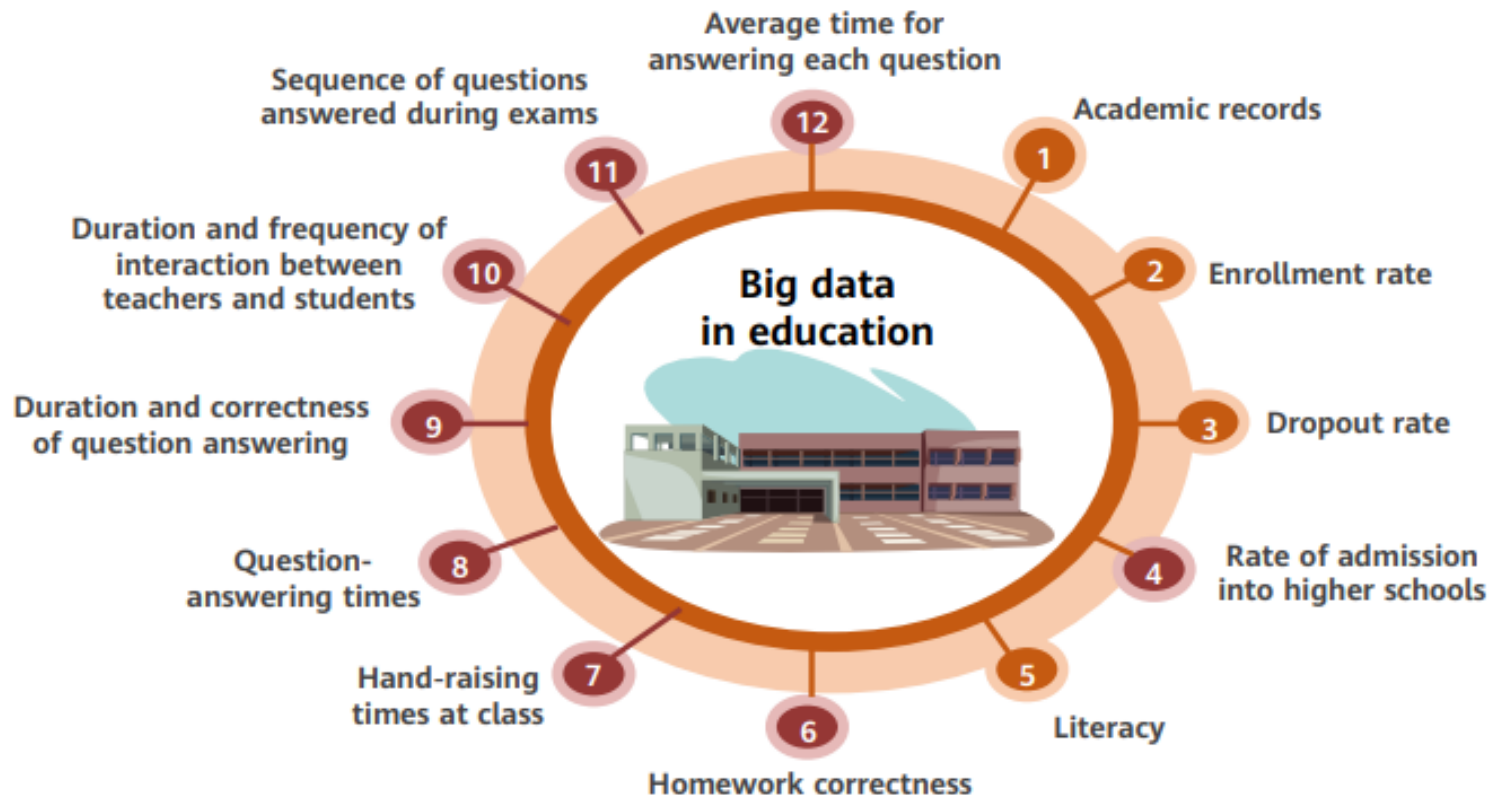 Big data
in education
1
Academic records
2
Enrollment rate
3
Dropout rate
4
Rate of admission
into higher schools
5
Literacy
6
Homework correctness
7
Hand-raising
times at class
8
Question-
answering times
9
Duration and correctness
of question answering
10
Duration and frequency of
interaction between
teachers and students
11
Sequence of questions
answered during exams
12
Average time for
answering each question